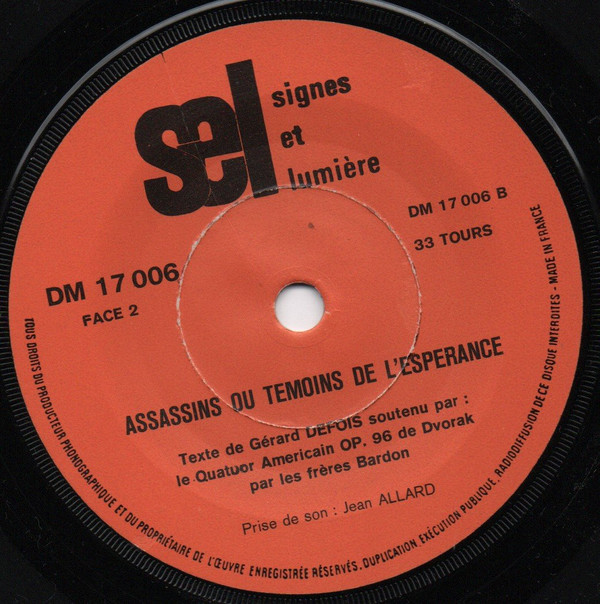 sel
signes
et
lumière
DM 17 006 B
33 TOURS
DM 17 006
FACE 2
ASSASSINS OU TEMOINS DE L'ESPERANCE
Texte de Gérard DEFOIS soutenu par :
le Quatuor Americain OP. 96 de Dvorak
par les frères Bardon
Prise de son : Jean ALLARD
TOUS DROITS DU PRODUCTEUR PHONOGRAPHIQUE ET DU PROPRIÉTAIRE DE L'ŒUVRE ENREGISTRÉE RÉSERVÉS. DUPLICATION, EXÉCUTION PUBLIQUE, RADIODIFFUSION DE CE DISQUE INTERDITES - MADE IN FRANCE